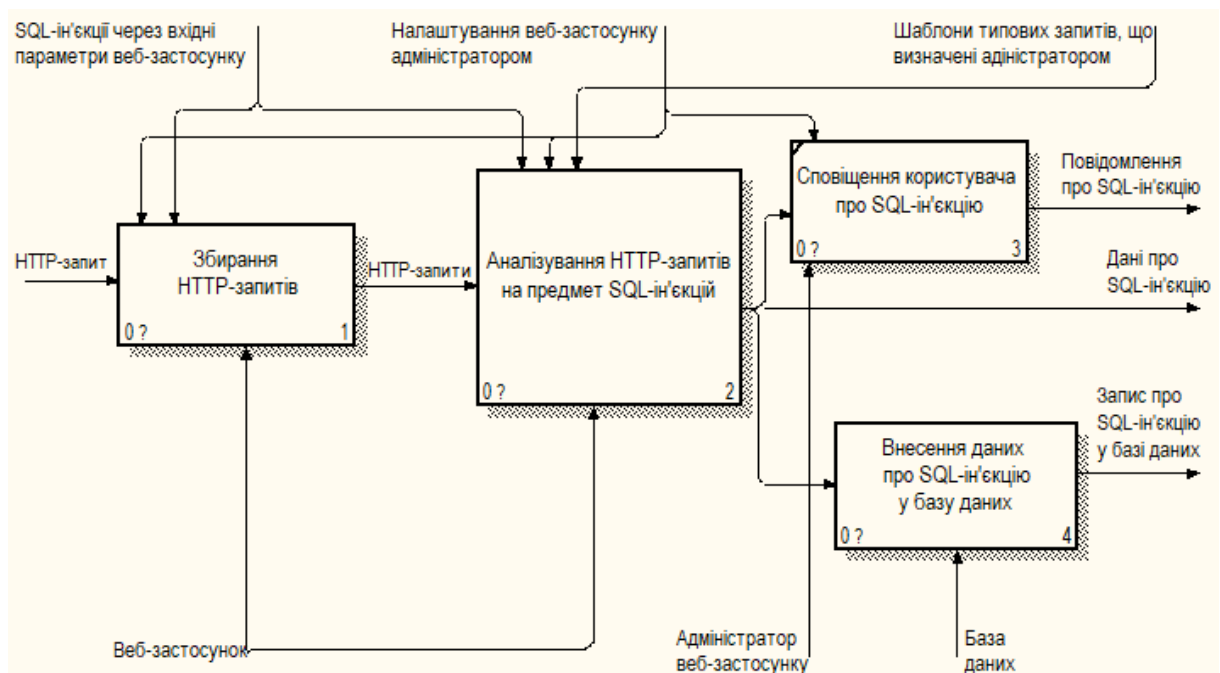 SQL-ін'єкції через вхідні
параметри веб-застосунку
Налаштування веб-застосунку
адміністратором
Шаблони типових запитів, що
визначені адіністратором
Сповіщення користувача
про SQL-ін'єкцію
0 ?
3
Повідомлення
про SQL-ін'єкцію
HTTP-запит
Збирання
HTTP-запитів
0 ?
1
HTTP-запити
Аналізування HTTP-запитів
на предмет SQL-ін'єкцій
0 ?
2
Дані про
SQL-ін'єкцію
Внесення даних
про SQL-ін'єкцію
у базу даних
0 ?
4
Запис про
SQL-ін'єкцію
у базі даних
Веб-застосунок
Адміністратор
веб-застосунку
База
даних